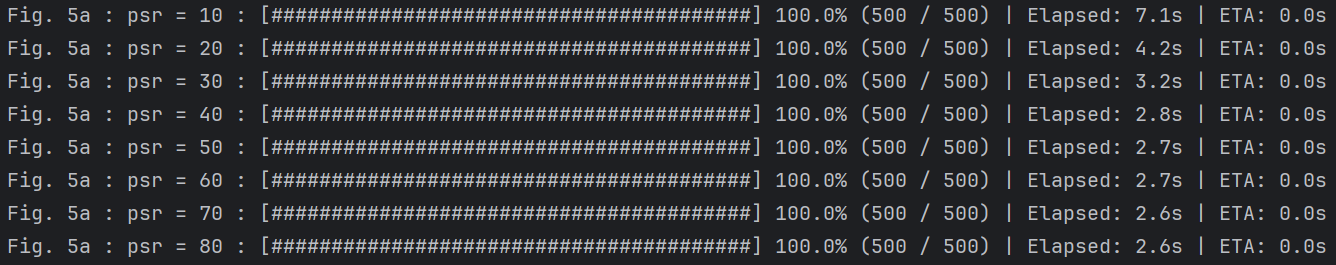 Fig. 5a : psr = 10 : [########################################] 100.0% (500 / 500) | Elapsed: 7.1s | ETA: 0.0s
Fig. 5a : psr = 20 : [########################################] 100.0% (500 / 500) | Elapsed: 4.2s | ETA: 0.0s
Fig. 5a : psr = 30 : [########################################] 100.0% (500 / 500) | Elapsed: 3.2s | ETA: 0.0s
Fig. 5a : psr = 40 : [########################################] 100.0% (500 / 500) | Elapsed: 2.8s | ETA: 0.0s
Fig. 5a : psr = 50 : [########################################] 100.0% (500 / 500) | Elapsed: 2.7s | ETA: 0.0s
Fig. 5a : psr = 60 : [########################################] 100.0% (500 / 500) | Elapsed: 2.7s | ETA: 0.0s
Fig. 5a : psr = 70 : [########################################] 100.0% (500 / 500) | Elapsed: 2.6s | ETA: 0.0s
Fig. 5a : psr = 80 : [########################################] 100.0% (500 / 500) | Elapsed: 2.6s | ETA: 0.0s